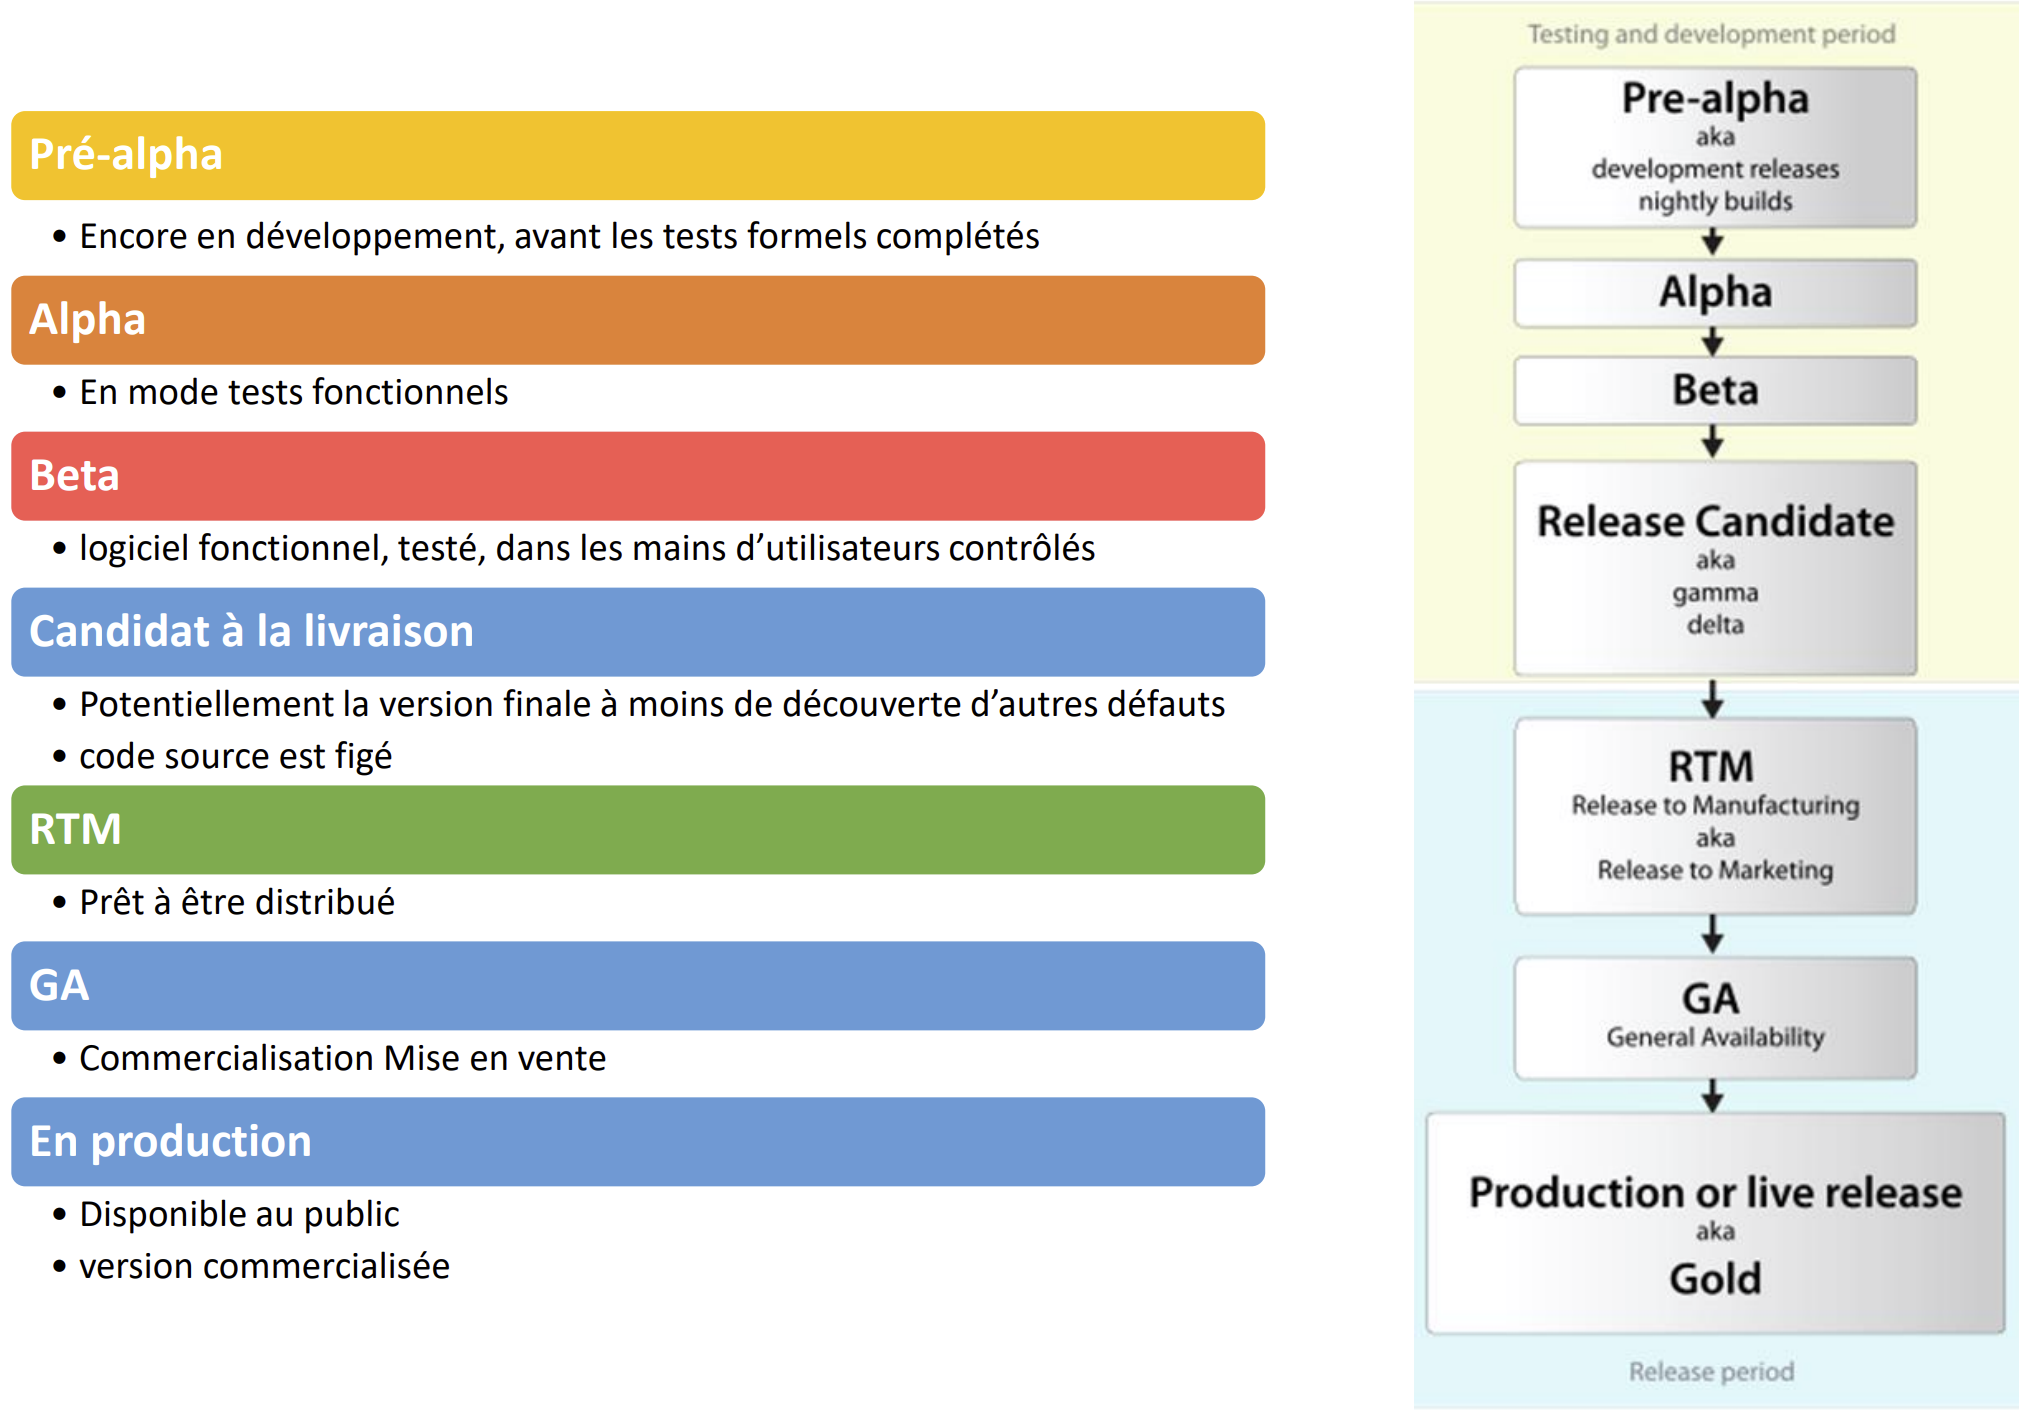 Pré-alpha
• Encore en développement, avant les tests formels complétés
Alpha
• En mode tests fonctionnels
Beta
• logiciel fonctionnel, testé, dans les mains d’utilisateurs contrôlés
Candidat à la livraison
• Potentiellement la version finale à moins de découverte d’autres défauts
• code source est figé
RTM
• Prêt à être distribué
GA
• Commercialisation Mise en vente
En production
• Disponible au public
• version commercialisée
Testing and development period
Pre-alpha
aka
development releases
nightly builds
Alpha
Beta
Release Candidate
aka
gamma
delta
RTM
Release to Manufacturing
aka
Release to Marketing
GA
General Availability
Production or live release
aka
Gold
Release period